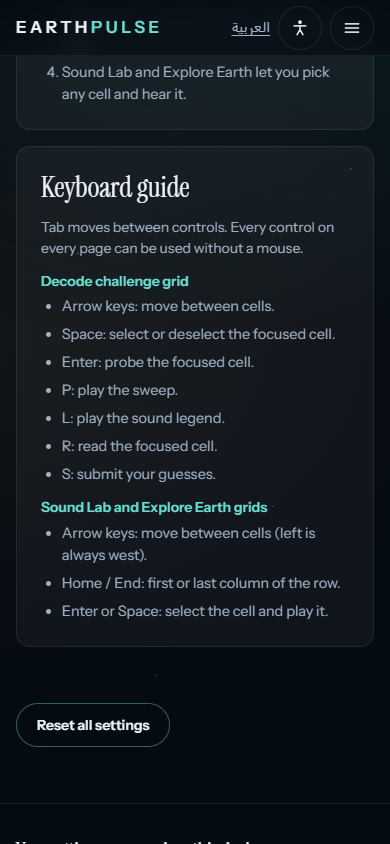 EARTHPULSE
العربية
4. Sound Lab and Explore Earth let you pick
any cell and hear it.
Keyboard guide
Tab moves between controls. Every control on
every page can be used without a mouse.
Decode challenge grid
Arrow keys: move between cells.
Space: select or deselect the focused cell.
Enter: probe the focused cell.
P: play the sweep.
L: play the sound legend.
R: read the focused cell.
S: submit your guesses.
Sound Lab and Explore Earth grids
Arrow keys: move between cells (left is
always west).
Home / End: first or last column of the row.
Enter or Space: select the cell and play it.
Reset all settings